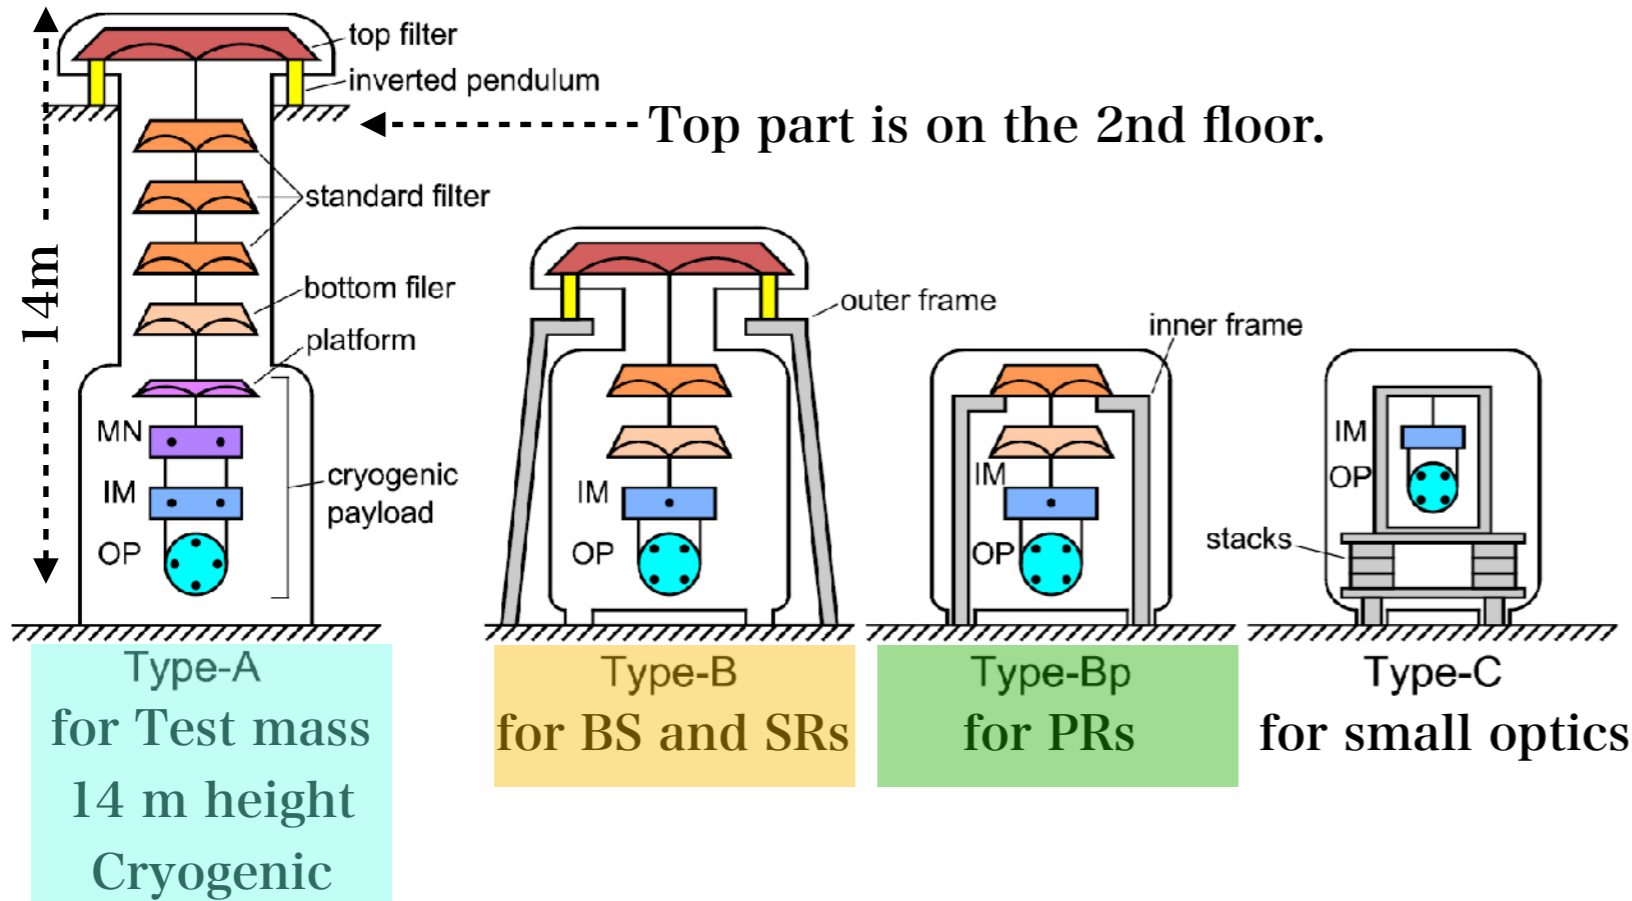 top filter
inverted pendulum
Top part is on the 2nd floor.
standard filter
14m
bottom filer
platform
MN
IM
OP
cryogenic
payload
outer frame
IM
OP
inner frame
IM
OP
IM
OP
stacks
Type-A
for Test mass
14 m height
Cryogenic
Type-B
for BS and SRs
Type-Bp
for PRs
Type-C
for small optics